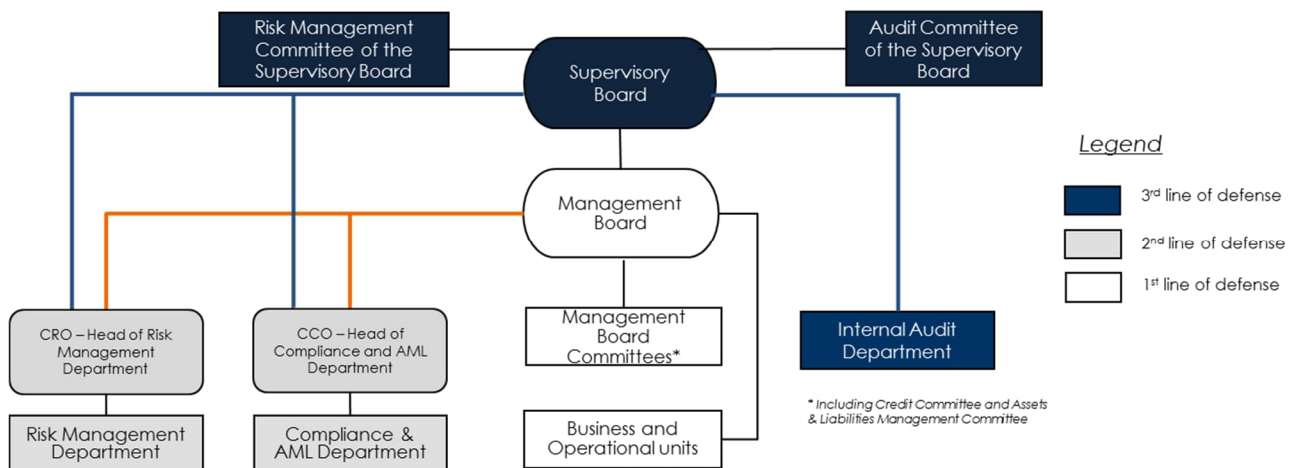 Risk Management
Committee of the
Supervisory Board
Supervisory
Board
Audit Committee
of the Supervisory
Board
Management
Board
Legend
3rd line of defense
2nd line of defense
1st line of defense
CRO – Head of Risk
Management
Department
CCO – Head of
Compliance and AML
Department
Management
Board
Committees*
Internal Audit
Department
Risk Management
Department
Compliance &
AML Department
Business and
Operational units
* Including Credit Committee and Assets
& Liabilities Management Committee